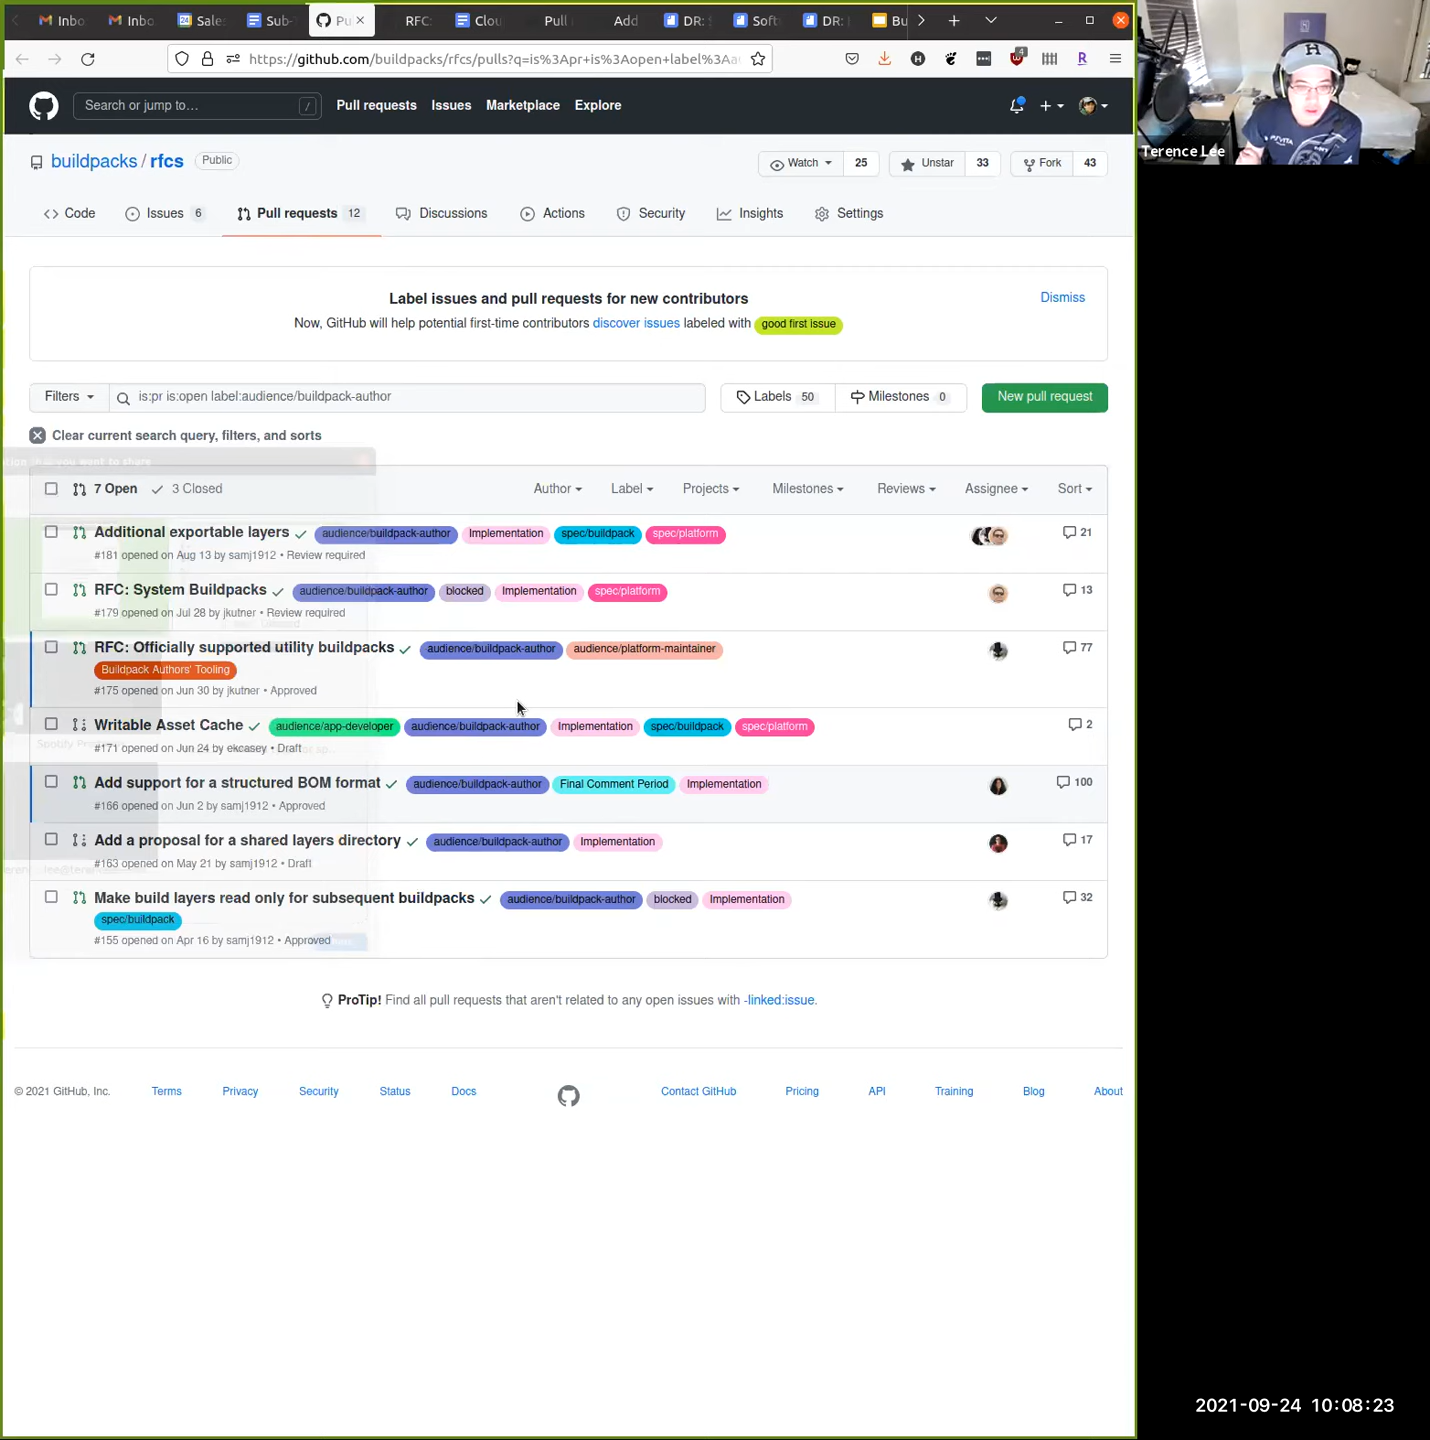 Inbo Inbo Sale Sub- Pu RFC Clou Pull Add DR: Soft DR: Bu
https://github.com/buildpacks/rfcs/pulls?q=is%3Apr+is%3Aopen+label%3Aa
4
Search or jump to…
/
Pull requests Issues Marketplace Explore
buildpacks / rfcs Public
Watch 25 Unstar 33 Fork 43
Code Issues 6 Pull requests 12 Discussions Actions Security Insights Settings
Label issues and pull requests for new contributors
Dismiss
Now, GitHub will help potential first-time contributors discover issues labeled with good first issue
Filters is:pr is:open label:audience/buildpack-author Labels 50 Milestones 0 New pull request
Clear current search query, filters, and sorts
you want to share
7 Open 3 Closed Author Label Projects Milestones Reviews Assignee Sort
Additional exportable layers audience/buildpack-author Implementation spec/buildpack spec/platform 21
#181 opened on Aug 13 by samj1912 • Review required
RFC: System Buildpacks audience/buildpack-author blocked Implementation spec/platform 13
#179 opened on Jul 28 by jkutner • Review required
RFC: Officially supported utility buildpacks audience/buildpack-author audience/platform-maintainer 77
Buildpack Authors' Tooling
#175 opened on Jun 30 by jkutner • Approved
Writable Asset Cache audience/app-developer audience/buildpack-author Implementation spec/buildpack spec/platform 2
#171 opened on Jun 24 by ekcasey • Draft
Add support for a structured BOM format audience/buildpack-author Final Comment Period Implementation 100
#166 opened on Jun 2 by samj1912 • Approved
Add a proposal for a shared layers directory audience/buildpack-author Implementation 17
#163 opened on May 21 by samj1912 • Draft
Make build layers read only for subsequent buildpacks audience/buildpack-author blocked Implementation 32
spec/buildpack
#155 opened on Apr 16 by samj1912 • Approved
ProTip! Find all pull requests that aren't related to any open issues with -linked:issue.
© 2021 GitHub, Inc. Terms Privacy Security Status Docs Contact GitHub Pricing API Training Blog About
H
Terence Lee
2021-09-24 10:08:23